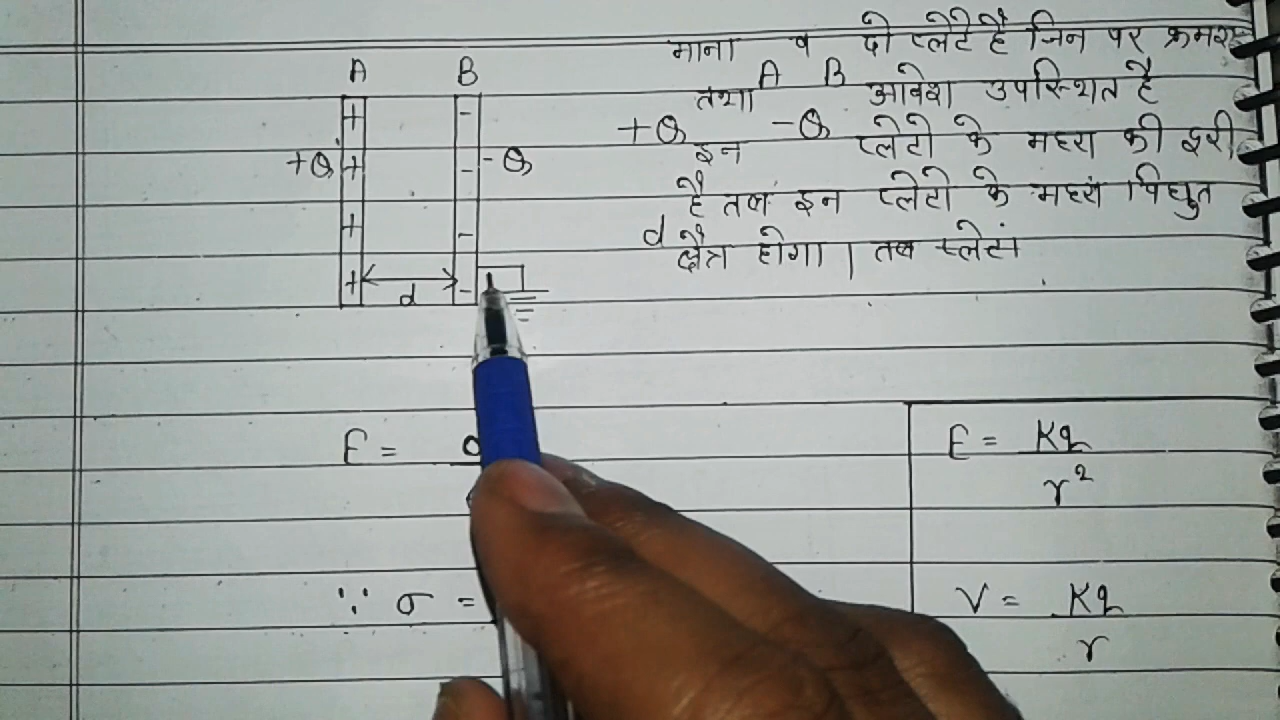 माना व दो प्लेटे है जिन पर क्रमशः
A B
तथा आवेश उपस्थित है
+Q -Q
इन प्लेटो के मध्य की दूरी
d
है तब इन प्लेटो के मध्य विद्युत
क्षेत्र होगा । तब प्लेटों
A B
+ -
+Q + - -Q
+ -
+ d -
E =
∵ σ =
E = Kq
r²
V = Kq
r